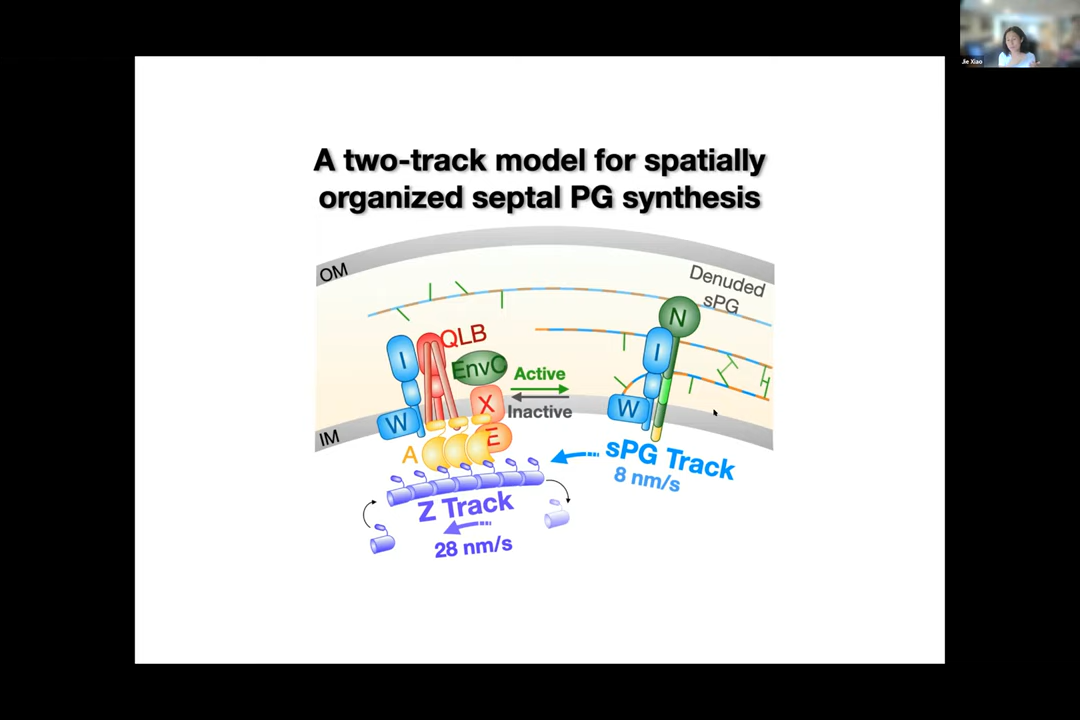 Jie Xiao
A two-track model for spatially
organized septal PG synthesis
OM
Denuded
sPG
N
QLB
I
I
EnvC
Active
X
Inactive
W
W
IM
E
A
sPG Track
8 nm/s
Z Track
28 nm/s